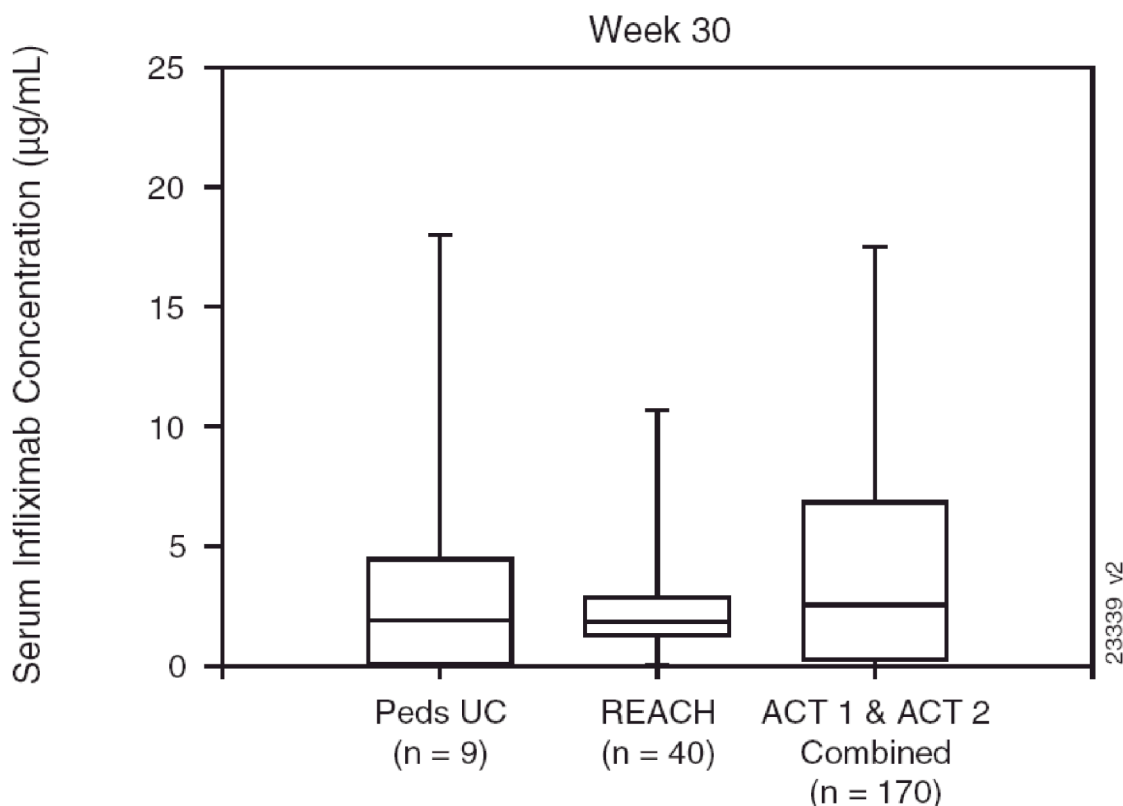 Week 30
Serum Infliximab Concentration (µg/mL)
25
20
15
10
5
0
Peds UC
(n = 9)
REACH
(n = 40)
ACT 1 & ACT 2
Combined
(n = 170)
23339 v2